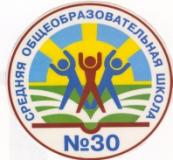 СРЕДНЯЯ ОБЩЕОБРАЗОВАТЕЛЬНАЯ ШКОЛА
№30